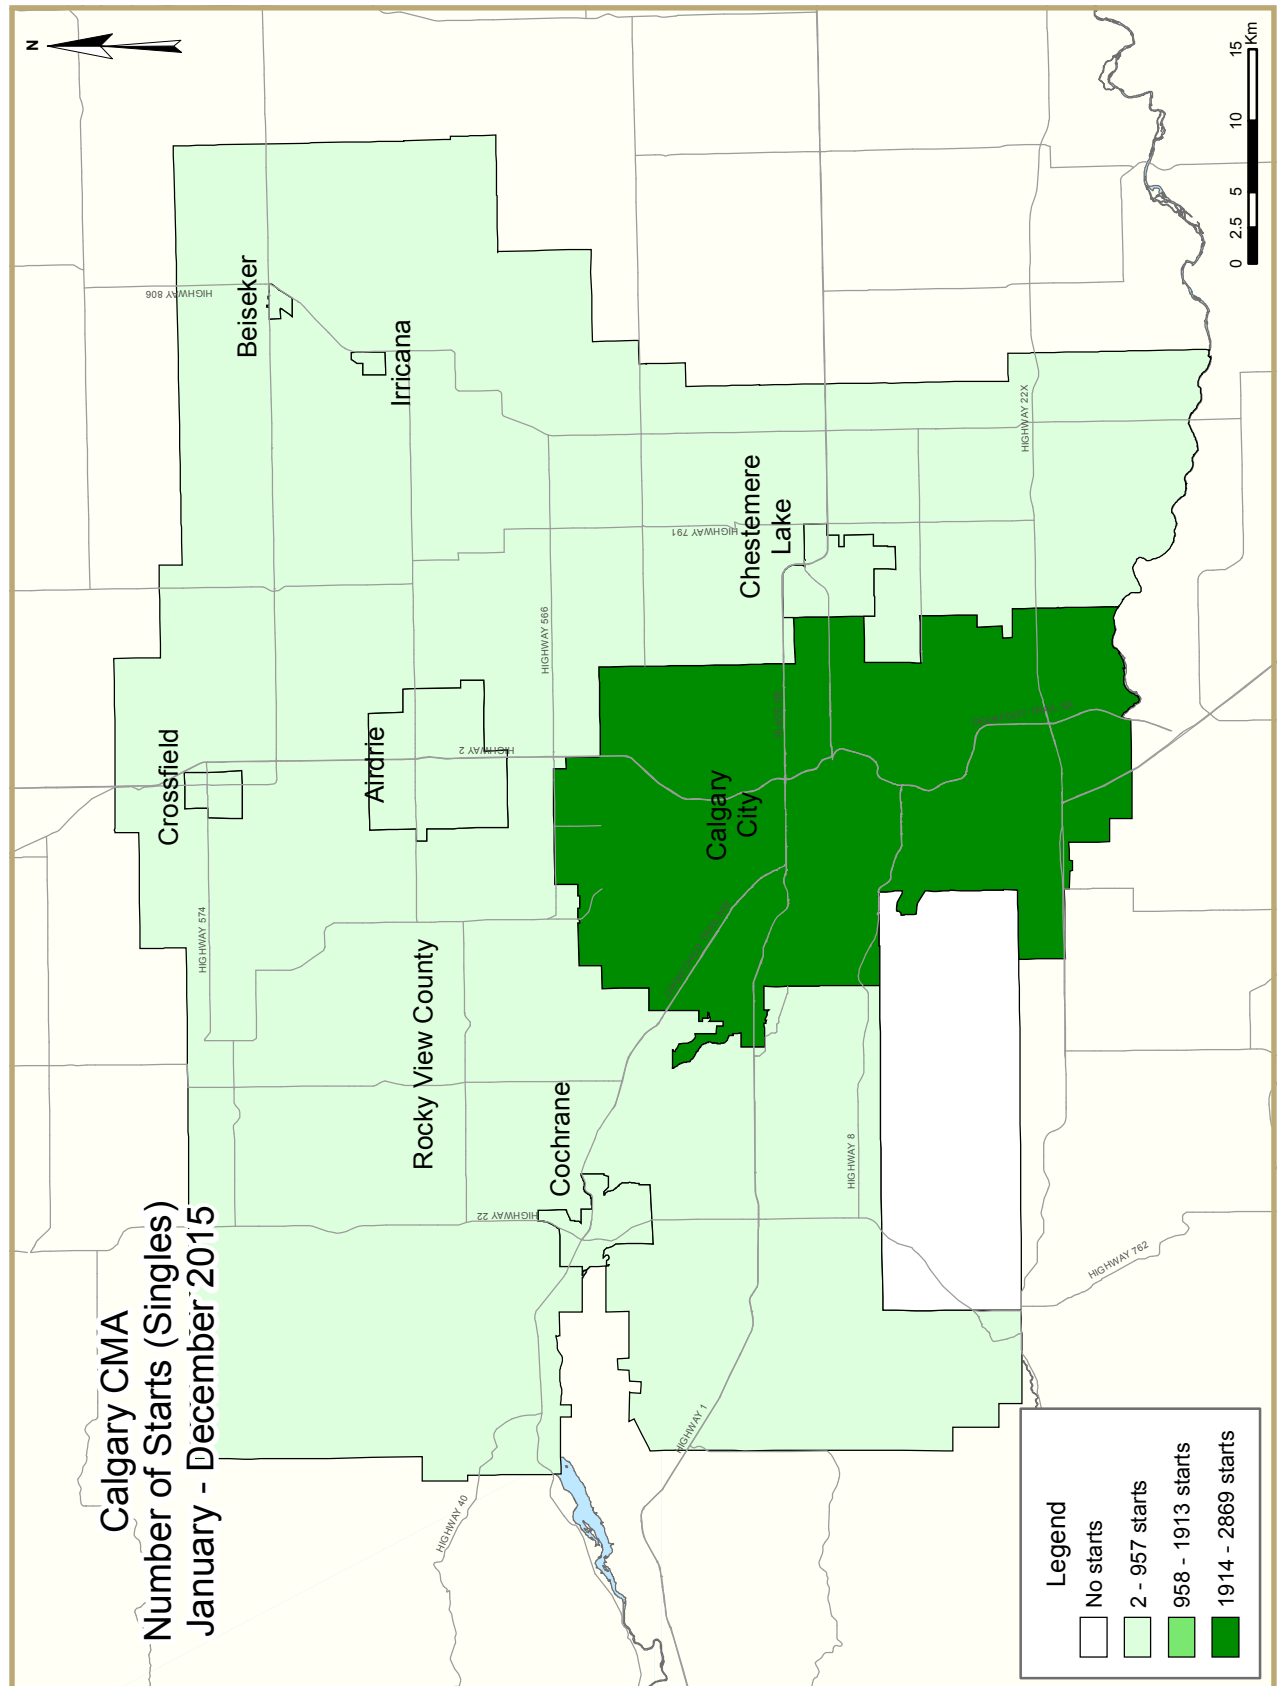 Calgary CMA
Number of Starts (Singles)
January - December 2015
N
Crossfield
Beiseker
Irricana
Airdrie
Rocky View County
Cochrane
Calgary
City
Chestemere
Lake
HIGHWAY 806
HIGHWAY 574
HIGHWAY 2
HIGHWAY 566
HIGHWAY 791
HIGHWAY 22
HIGHWAY 40
HIGHWAY 1
HIGHWAY 8
HIGHWAY 22X
HIGHWAY 762
Legend
No starts
2 - 957 starts
958 - 1913 starts
1914 - 2869 starts
0 2.5 5 10 15
Km